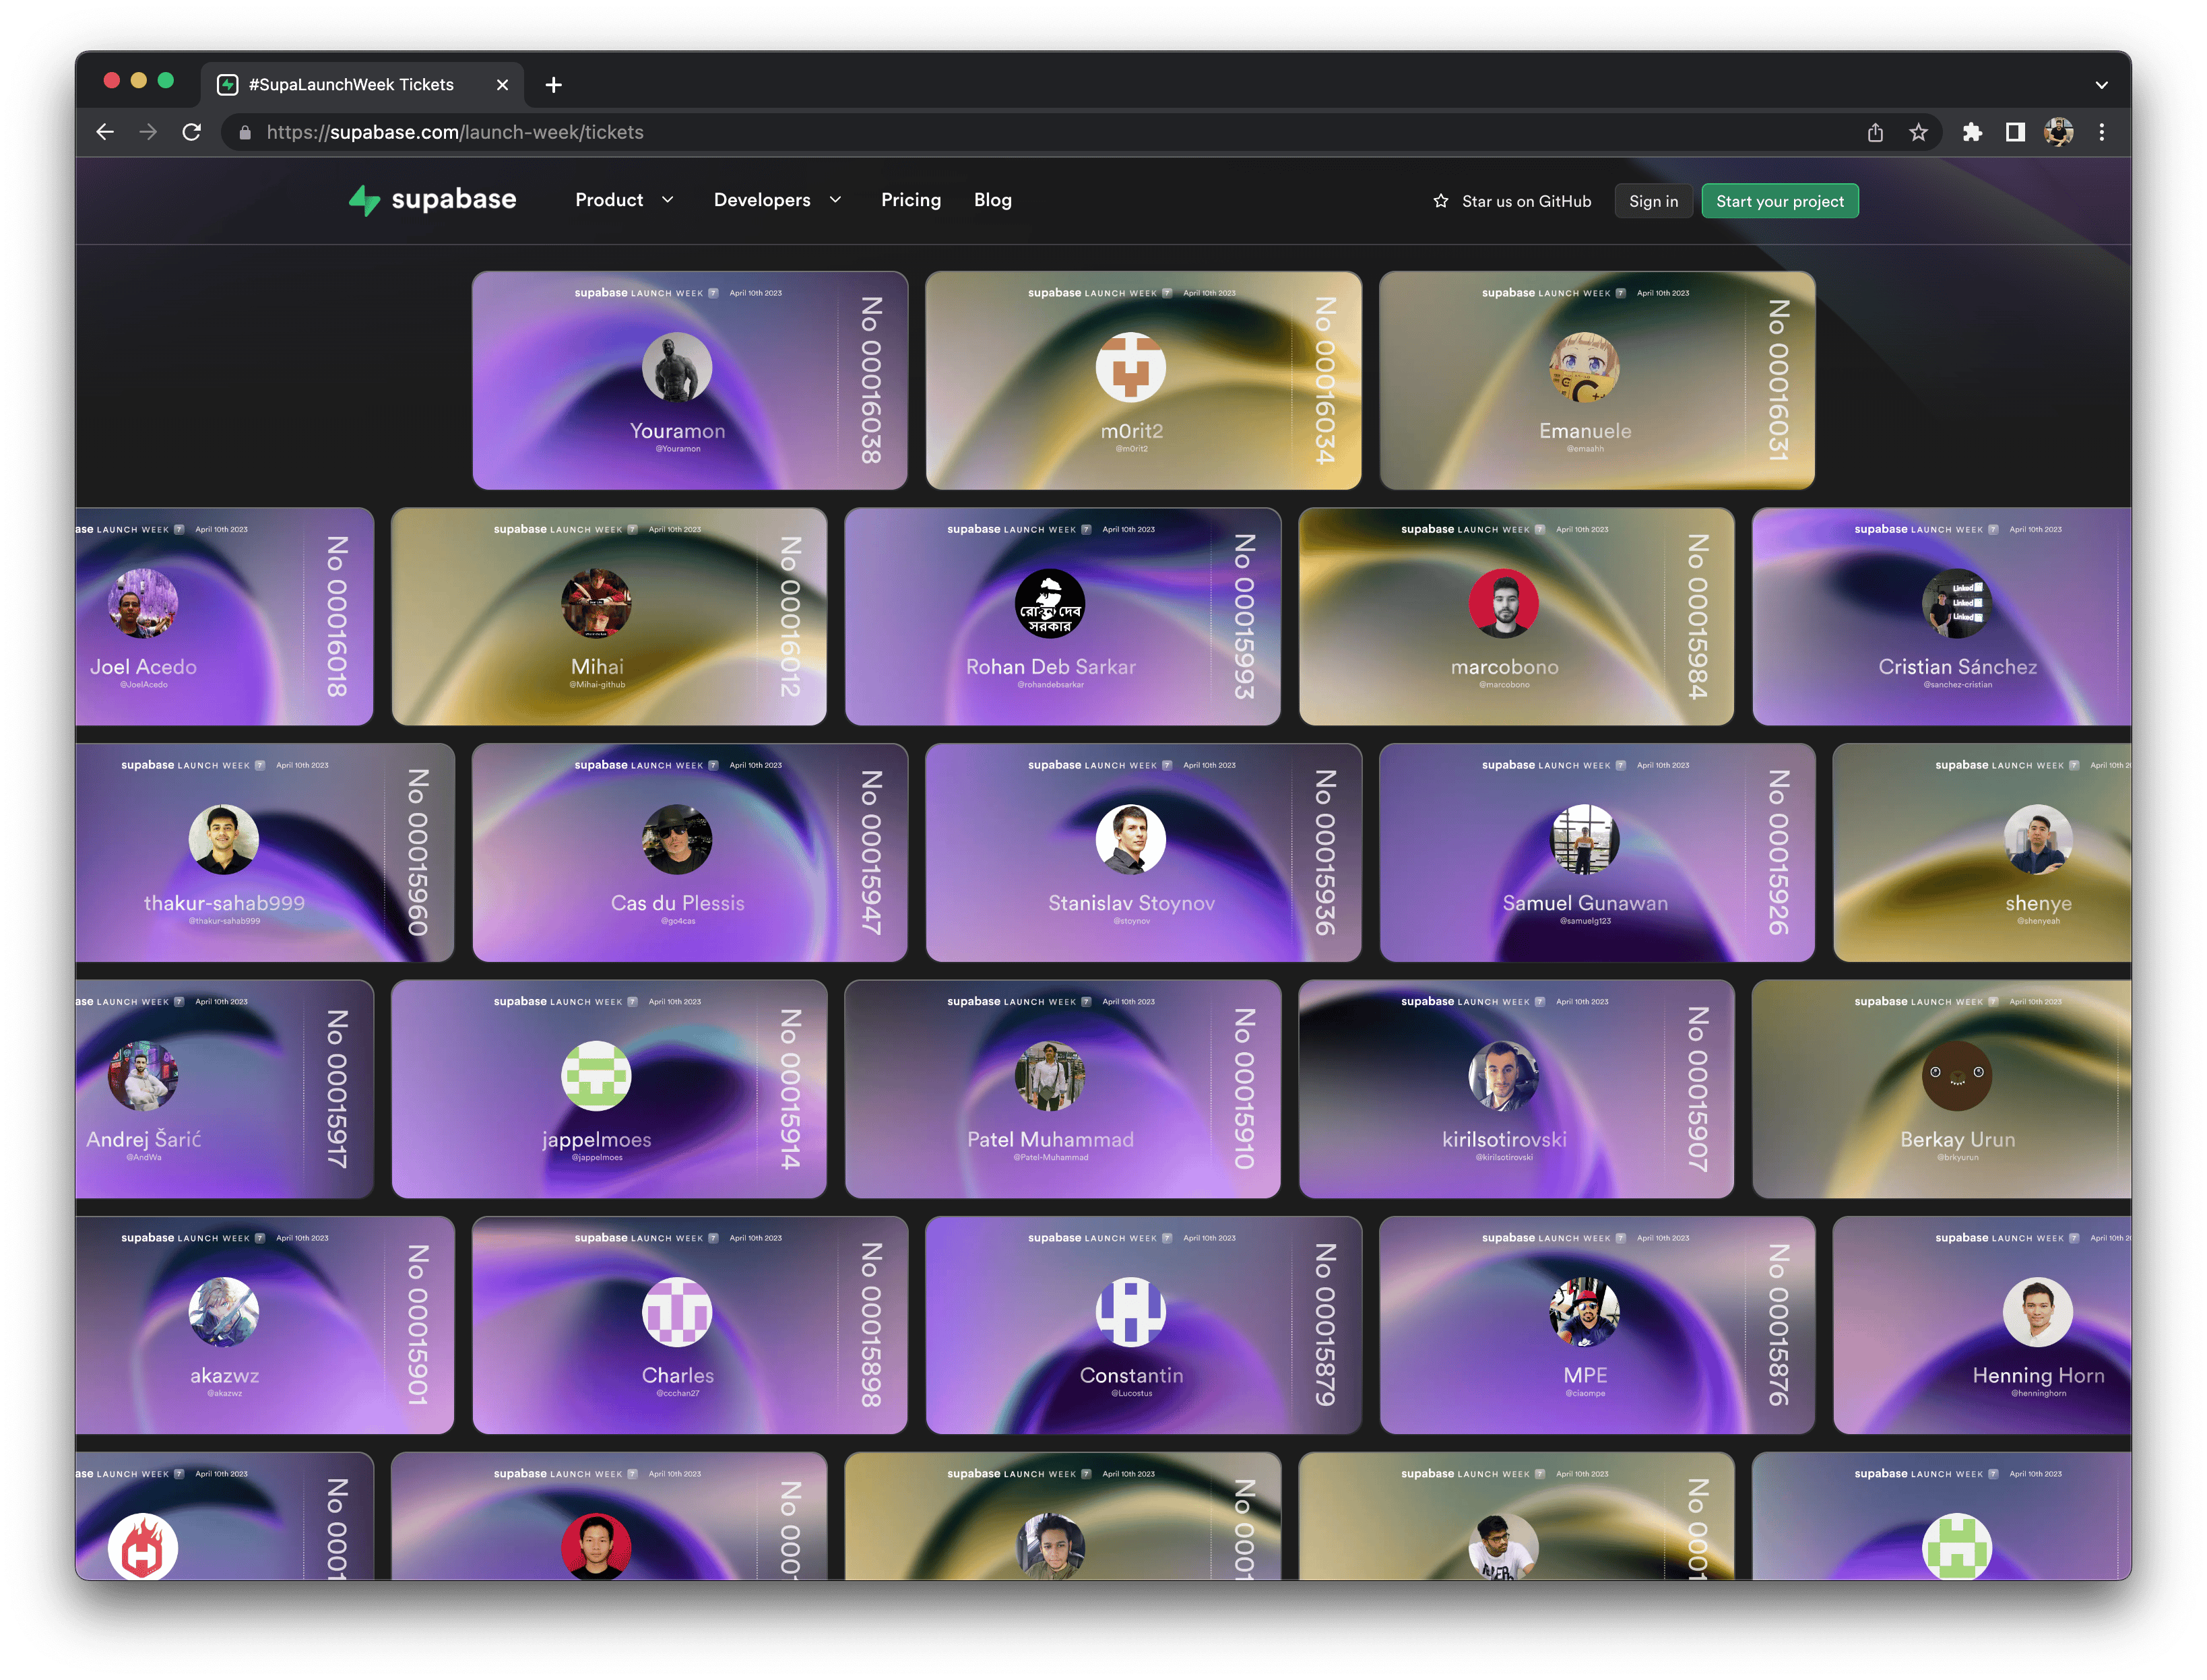 #SupaLaunchWeek Tickets
https://supabase.com/launch-week/tickets
supabase Product Developers Pricing Blog Star us on GitHub Sign in Start your project
supabase LAUNCH WEEK 7 April 10th 2023
No 00016038
Youramon
@Youramon
supabase LAUNCH WEEK 7 April 10th 2023
No 00016034
m0rit2
@m0rit2
supabase LAUNCH WEEK 7 April 10th 2023
No 00016031
C++
Emanuele
@emaahh
ase LAUNCH WEEK 7 April 10th 2023
No 00016018
Joel Acedo
@JoelAcedo
supabase LAUNCH WEEK 7 April 10th 2023
No 00016012
Mihai
@Mihai-github
supabase LAUNCH WEEK 7 April 10th 2023
No 00015993
দেব
সরকার
Rohan Deb Sarkar
@rohandebsarkar
supabase LAUNCH WEEK 7 April 10th 2023
No 00015984
marcobono
@marcobono
supabase LAUNCH WEEK 7 April 10th 2023
Linked
Linked
Linked
Cristian Sánchez
@sanchez-cristian
supabase LAUNCH WEEK 7 April 10th 2023
No 00015960
thakur-sahab999
@thakur-sahab999
supabase LAUNCH WEEK 7 April 10th 2023
No 00015947
Cas du Plessis
@go4cas
supabase LAUNCH WEEK 7 April 10th 2023
No 00015936
Stanislav Stoynov
@stoynov
supabase LAUNCH WEEK 7 April 10th 2023
No 00015926
Samuel Gunawan
@samuelg123
supabase LAUNCH WEEK 7 April 10th 2
shenye
@shenyeah
ase LAUNCH WEEK 7 April 10th 2023
No 00015917
Andrej Šarić
@AndWa
supabase LAUNCH WEEK 7 April 10th 2023
No 00015914
jappelmoes
@jappelmoes
supabase LAUNCH WEEK 7 April 10th 2023
No 00015910
Patel Muhammad
@Patel-Muhammad
supabase LAUNCH WEEK 7 April 10th 2023
No 00015907
kirilsotirovski
@kirilsotirovski
supabase LAUNCH WEEK 7 April 10th 2023
Berkay Urun
@brkyurun
supabase LAUNCH WEEK 7 April 10th 2023
No 00015901
akazwz
@akazwz
supabase LAUNCH WEEK 7 April 10th 2023
No 00015898
Charles
@ccchan27
supabase LAUNCH WEEK 7 April 10th 2023
No 00015879
Constantin
@Lucostus
supabase LAUNCH WEEK 7 April 10th 2023
No 00015876
MPE
@ciaompe
supabase LAUNCH WEEK 7 April 10th 2
Henning Horn
@henninghorn
ase LAUNCH WEEK 7 April 10th 2023
No 0001
supabase LAUNCH WEEK 7 April 10th 2023
No 0001
supabase LAUNCH WEEK 7 April 10th 2023
No 0001
supabase LAUNCH WEEK 7 April 10th 2023
No 0001
supabase LAUNCH WEEK 7 April 10th 2023